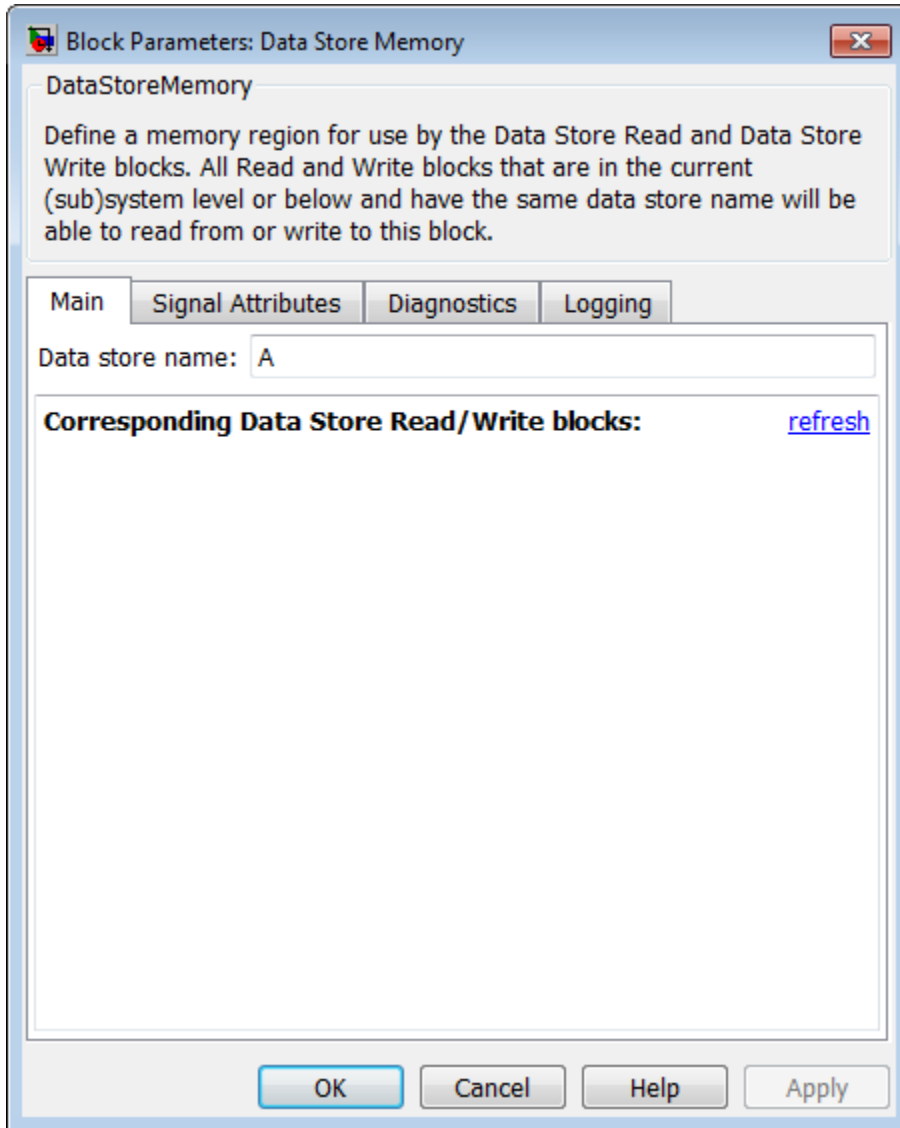 Block Parameters: Data Store Memory
DataStoreMemory
Define a memory region for use by the Data Store Read and Data Store
Write blocks. All Read and Write blocks that are in the current
(sub)system level or below and have the same data store name will be
able to read from or write to this block.
Main Signal Attributes Diagnostics Logging
Data store name: A
Corresponding Data Store Read/Write blocks: refresh
OK Cancel Help Apply